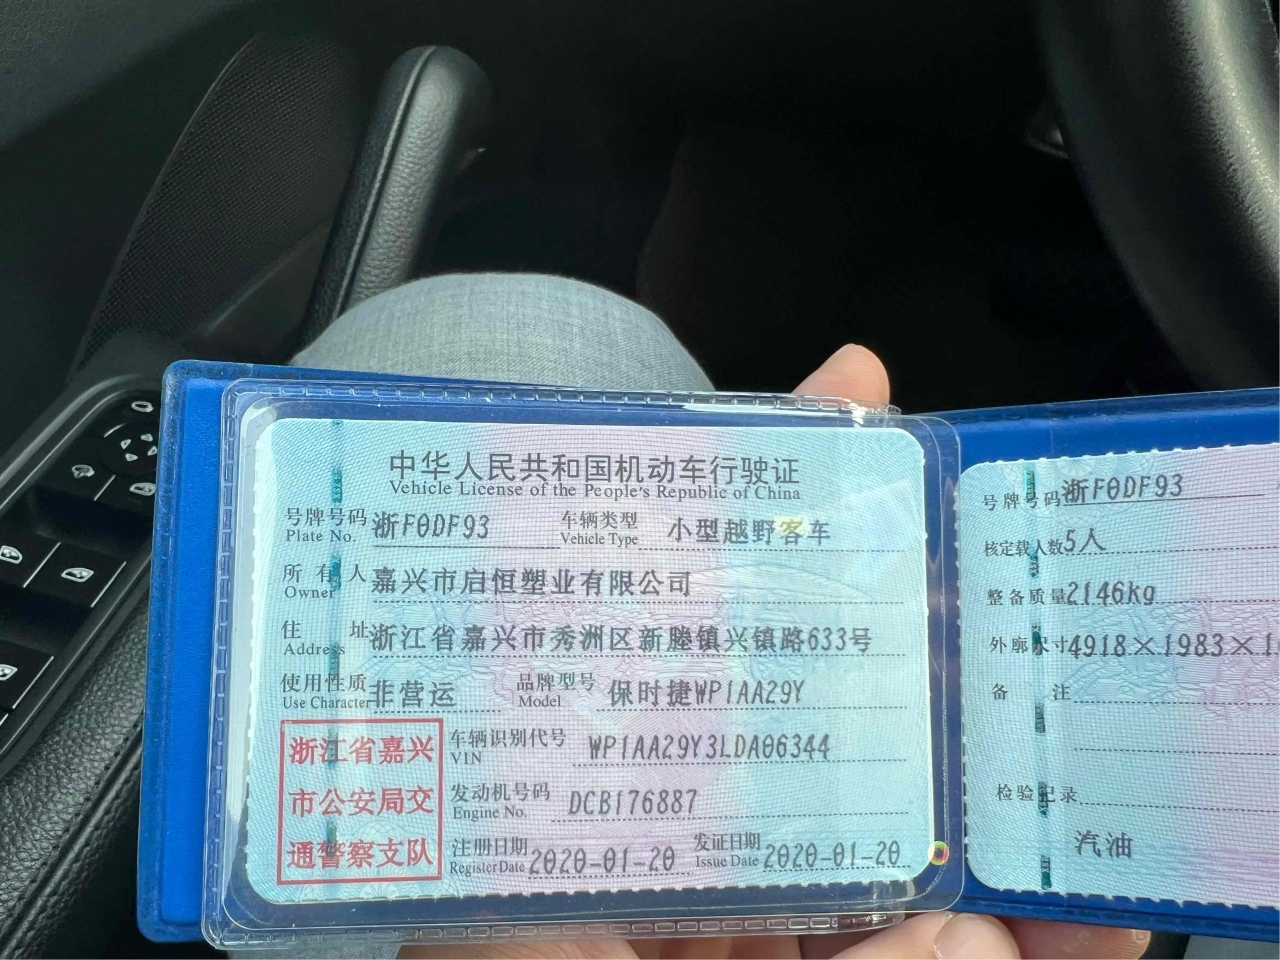 中华人民共和国机动车行驶证
Vehicle License of the People's Republic of China
号牌号码 浙F0DF93 车辆类型 小型越野客车
Plate No. Vehicle Type
所有人 嘉兴市启恒塑业有限公司
Owner
住址 浙江省嘉兴市秀洲区新塍镇兴镇路633号
Address
使用性质 非营运 品牌型号 保时捷WP1AA29Y
Use Character Model
浙江省嘉兴
市公安局交
通警察支队
车辆识别代号 WP1AA29Y3LDA06344
VIN
发动机号码 DCB176887
Engine No.
注册日期 2020-01-20 发证日期 2020-01-20
Register Date Issue Date
号牌号码 浙F0DF93
核定载人数 5人
整备质量 2146kg
外廓尺寸 4918×1983×1
备注
检验记录
汽油